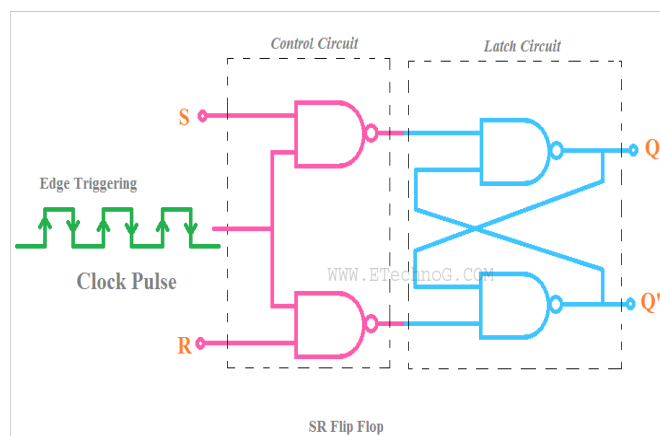 Control Circuit
Latch Circuit
S
Q
Edge Triggering
Clock Pulse
WWW.ETechnoG.COM
Q'
R
SR Flip Flop